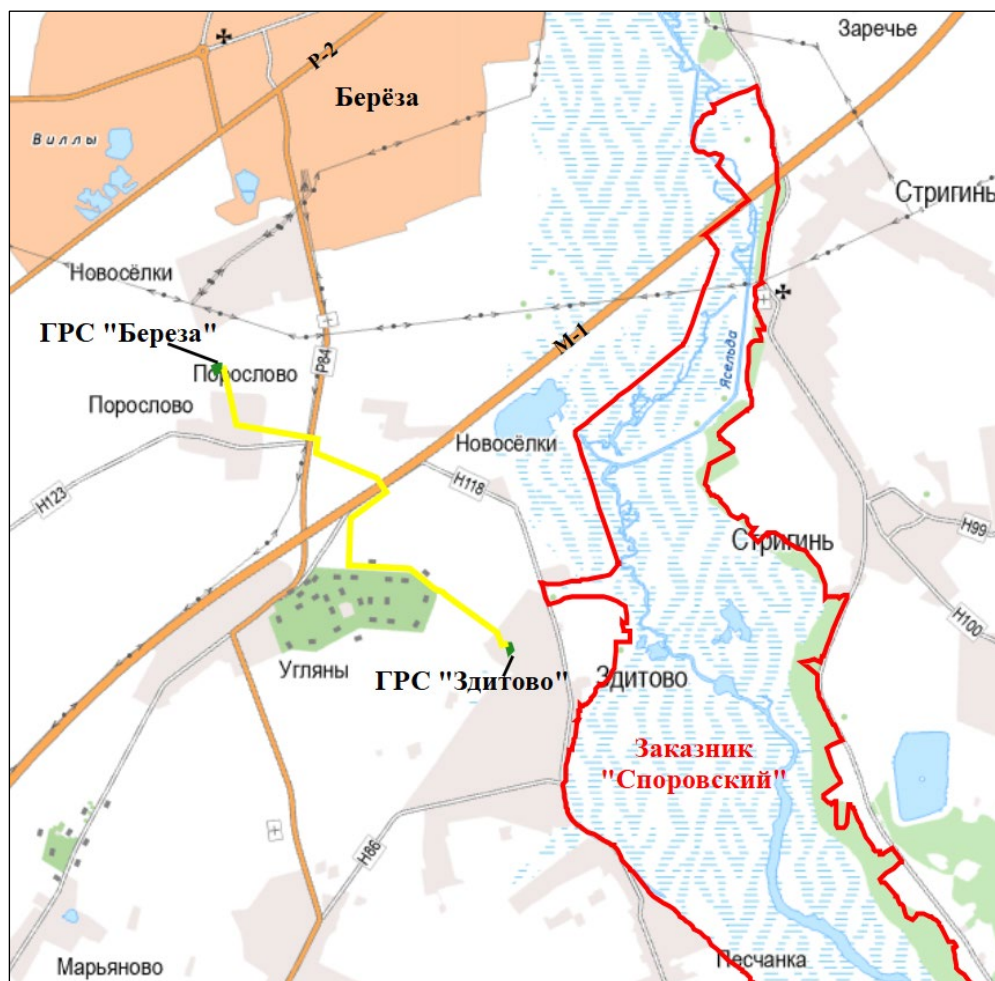 Заречье
Р-2
Берёза
Виллы
Стригинь
Новосёлки
ГРС "Береза"
М-1
Р84
Ясельда
Порослово
Порослово
Новосёлки
Н123
Н118
Н99
Стригинь
Н100
Угляны
ГРС "Здитово"
Здитово
Заказник
"Споровский"
Н86
Марьяново
Песчанка